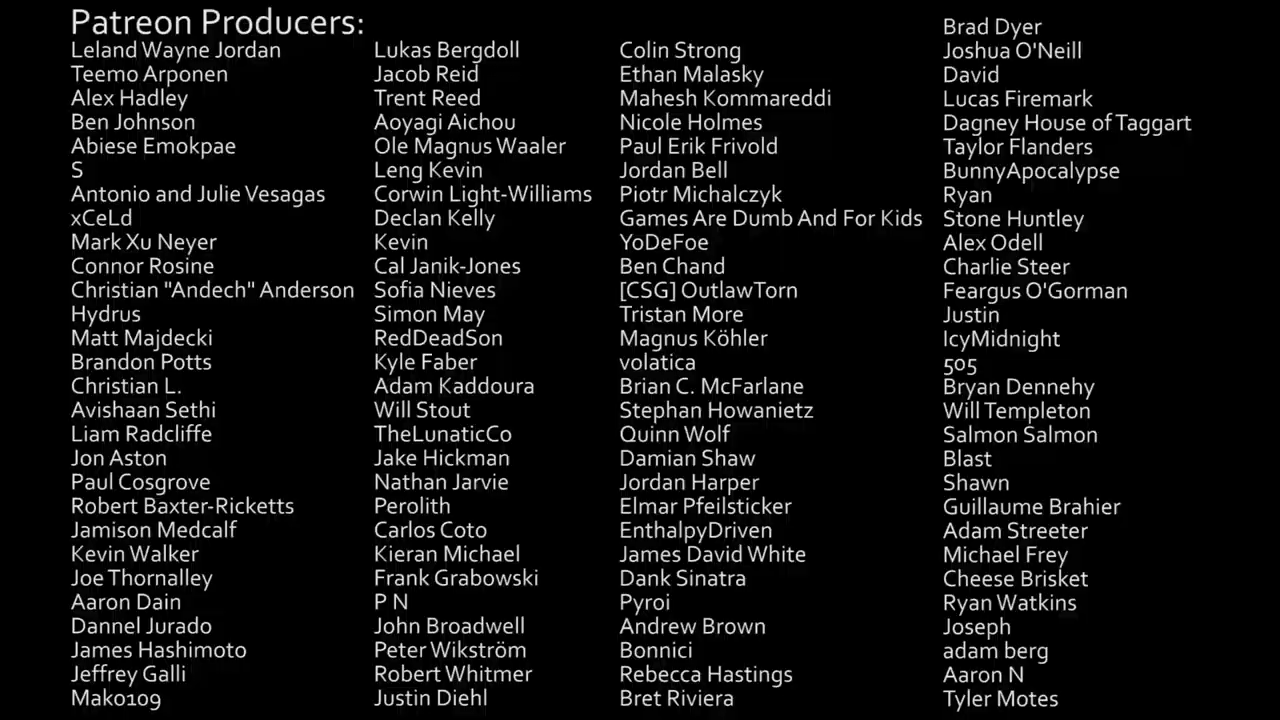 Patreon Producers:
Leland Wayne Jordan
Teemo Arponen
Alex Hadley
Ben Johnson
Abiese Emokpae
S
Antonio and Julie Vesagas
xCeLd
Mark Xu Neyer
Connor Rosine
Christian "Andech" Anderson
Hydrus
Matt Majdecki
Brandon Potts
Christian L.
Avishaan Sethi
Liam Radcliffe
Jon Aston
Paul Cosgrove
Robert Baxter-Ricketts
Jamison Medcalf
Kevin Walker
Joe Thornalley
Aaron Dain
Dannel Jurado
James Hashimoto
Jeffrey Galli
Mako109
Lukas Bergdoll
Jacob Reid
Trent Reed
Aoyagi Aichou
Ole Magnus Waaler
Leng Kevin
Corwin Light-Williams
Declan Kelly
Kevin
Cal Janik-Jones
Sofia Nieves
Simon May
RedDeadSon
Kyle Faber
Adam Kaddoura
Will Stout
TheLunaticCo
Jake Hickman
Nathan Jarvie
Perolith
Carlos Coto
Kieran Michael
Frank Grabowski
P N
John Broadwell
Peter Wikström
Robert Whitmer
Justin Diehl
Colin Strong
Ethan Malasky
Mahesh Kommareddi
Nicole Holmes
Paul Erik Frivold
Jordan Bell
Piotr Michalczyk
Games Are Dumb And For Kids
YoDeFoe
Ben Chand
[CSG] OutlawTorn
Tristan More
Magnus Köhler
volatica
Brian C. McFarlane
Stephan Howanietz
Quinn Wolf
Damian Shaw
Jordan Harper
Elmar Pfeilsticker
EnthalpyDriven
James David White
Dank Sinatra
Pyroi
Andrew Brown
Bonnici
Rebecca Hastings
Bret Riviera
Brad Dyer
Joshua O'Neill
David
Lucas Firemark
Dagney House of Taggart
Taylor Flanders
BunnyApocalypse
Ryan
Stone Huntley
Alex Odell
Charlie Steer
Feargus O'Gorman
Justin
IcyMidnight
505
Bryan Dennehy
Will Templeton
Salmon Salmon
Blast
Shawn
Guillaume Brahier
Adam Streeter
Michael Frey
Cheese Brisket
Ryan Watkins
Joseph
adam berg
Aaron N
Tyler Motes